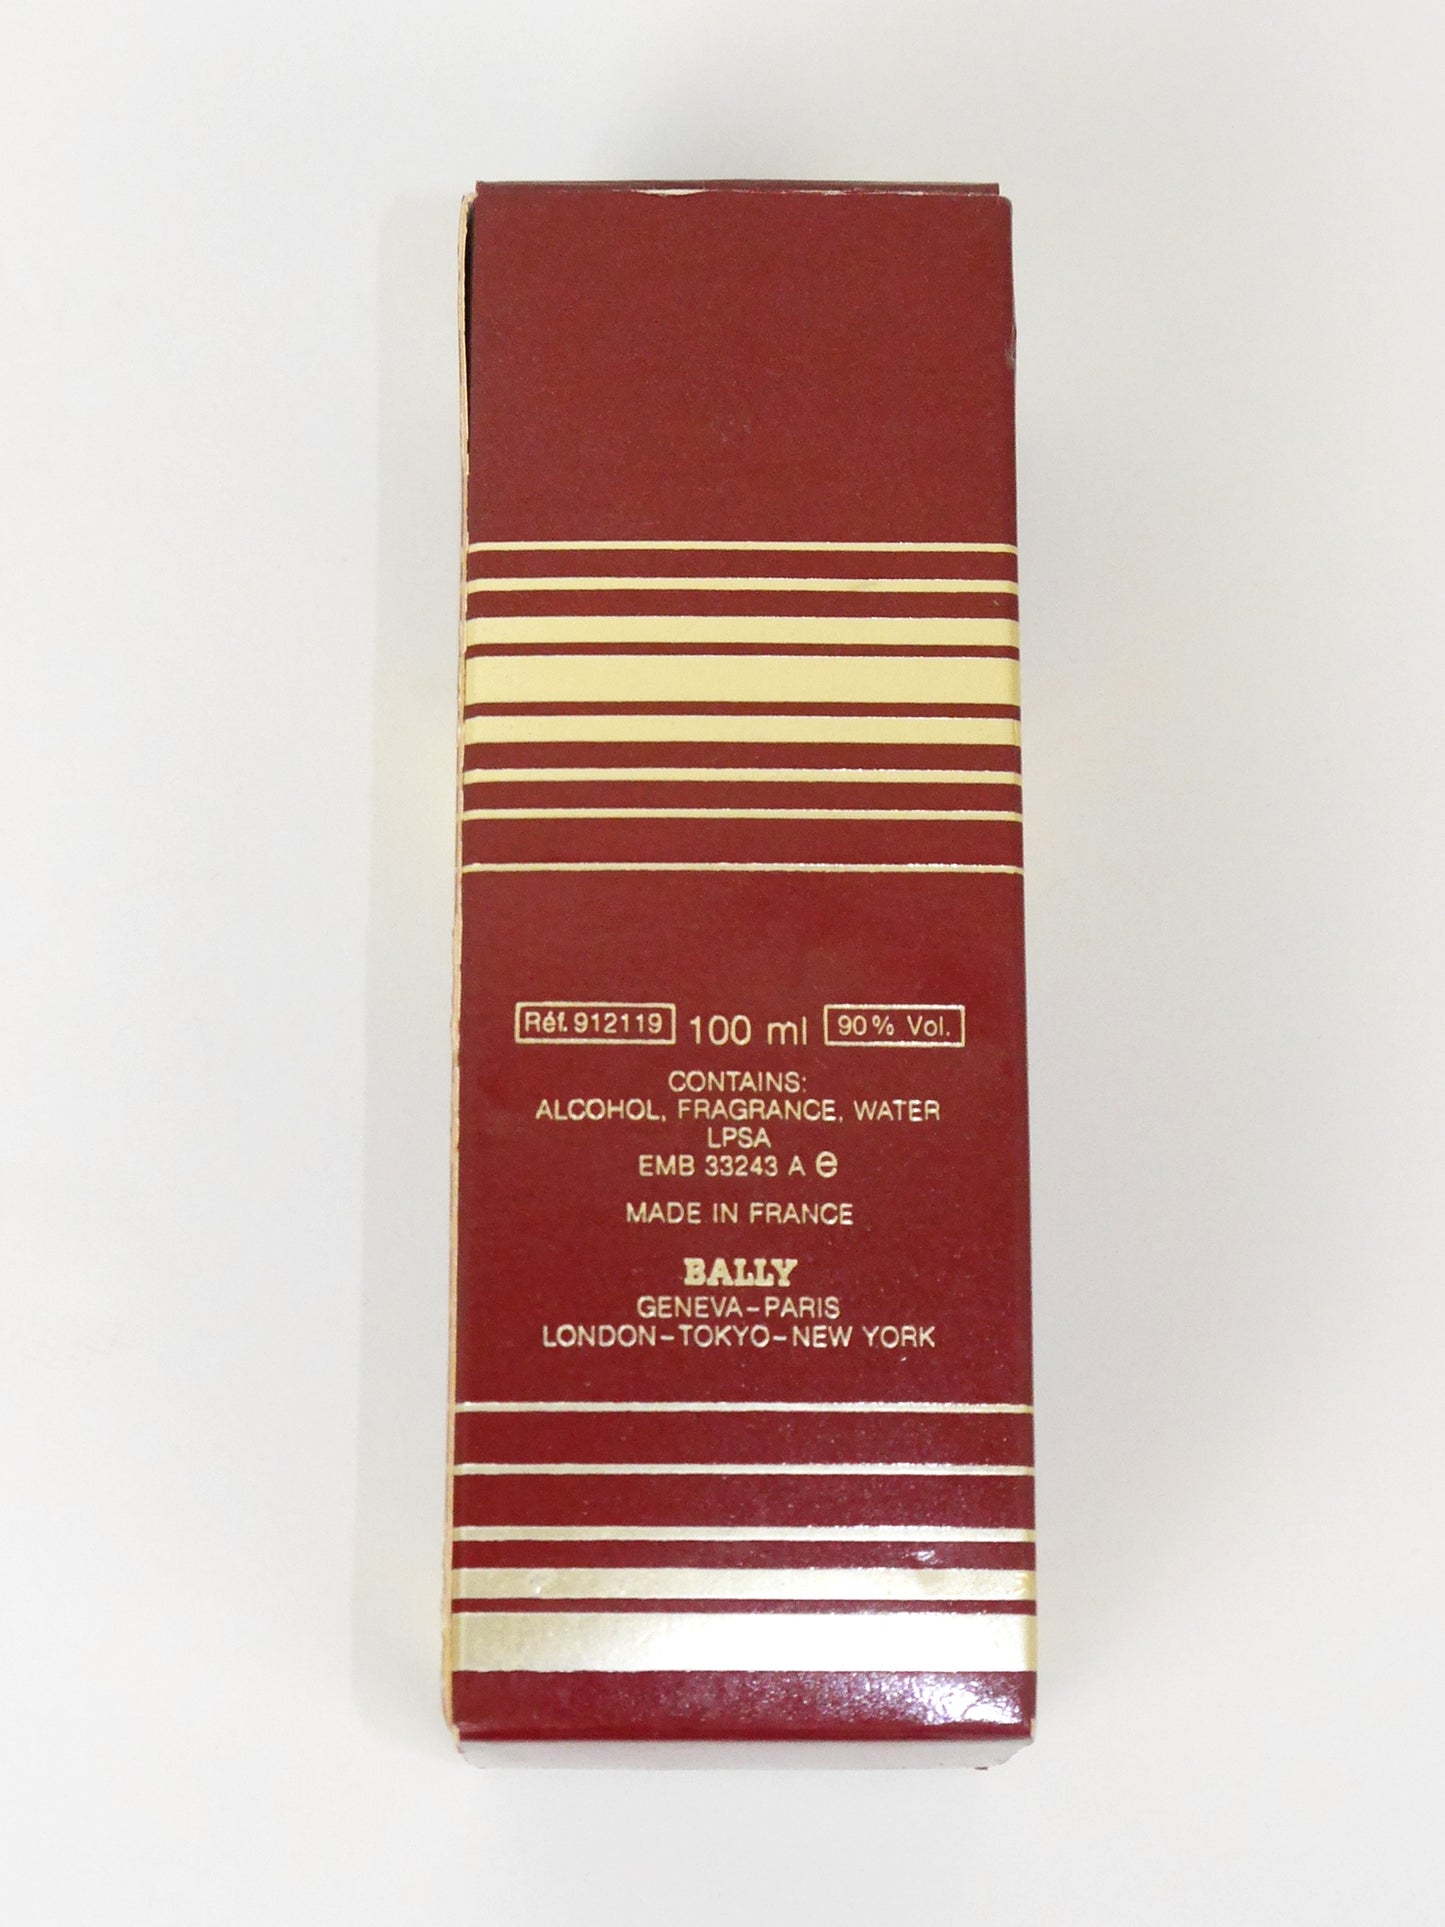 Réf. 912119 100 ml 90% Vol.
CONTAINS:
ALCOHOL, FRAGRANCE, WATER
LPSA
EMB 33243 A e
MADE IN FRANCE
BALLY
GENEVA-PARIS
LONDON-TOKYO-NEW YORK